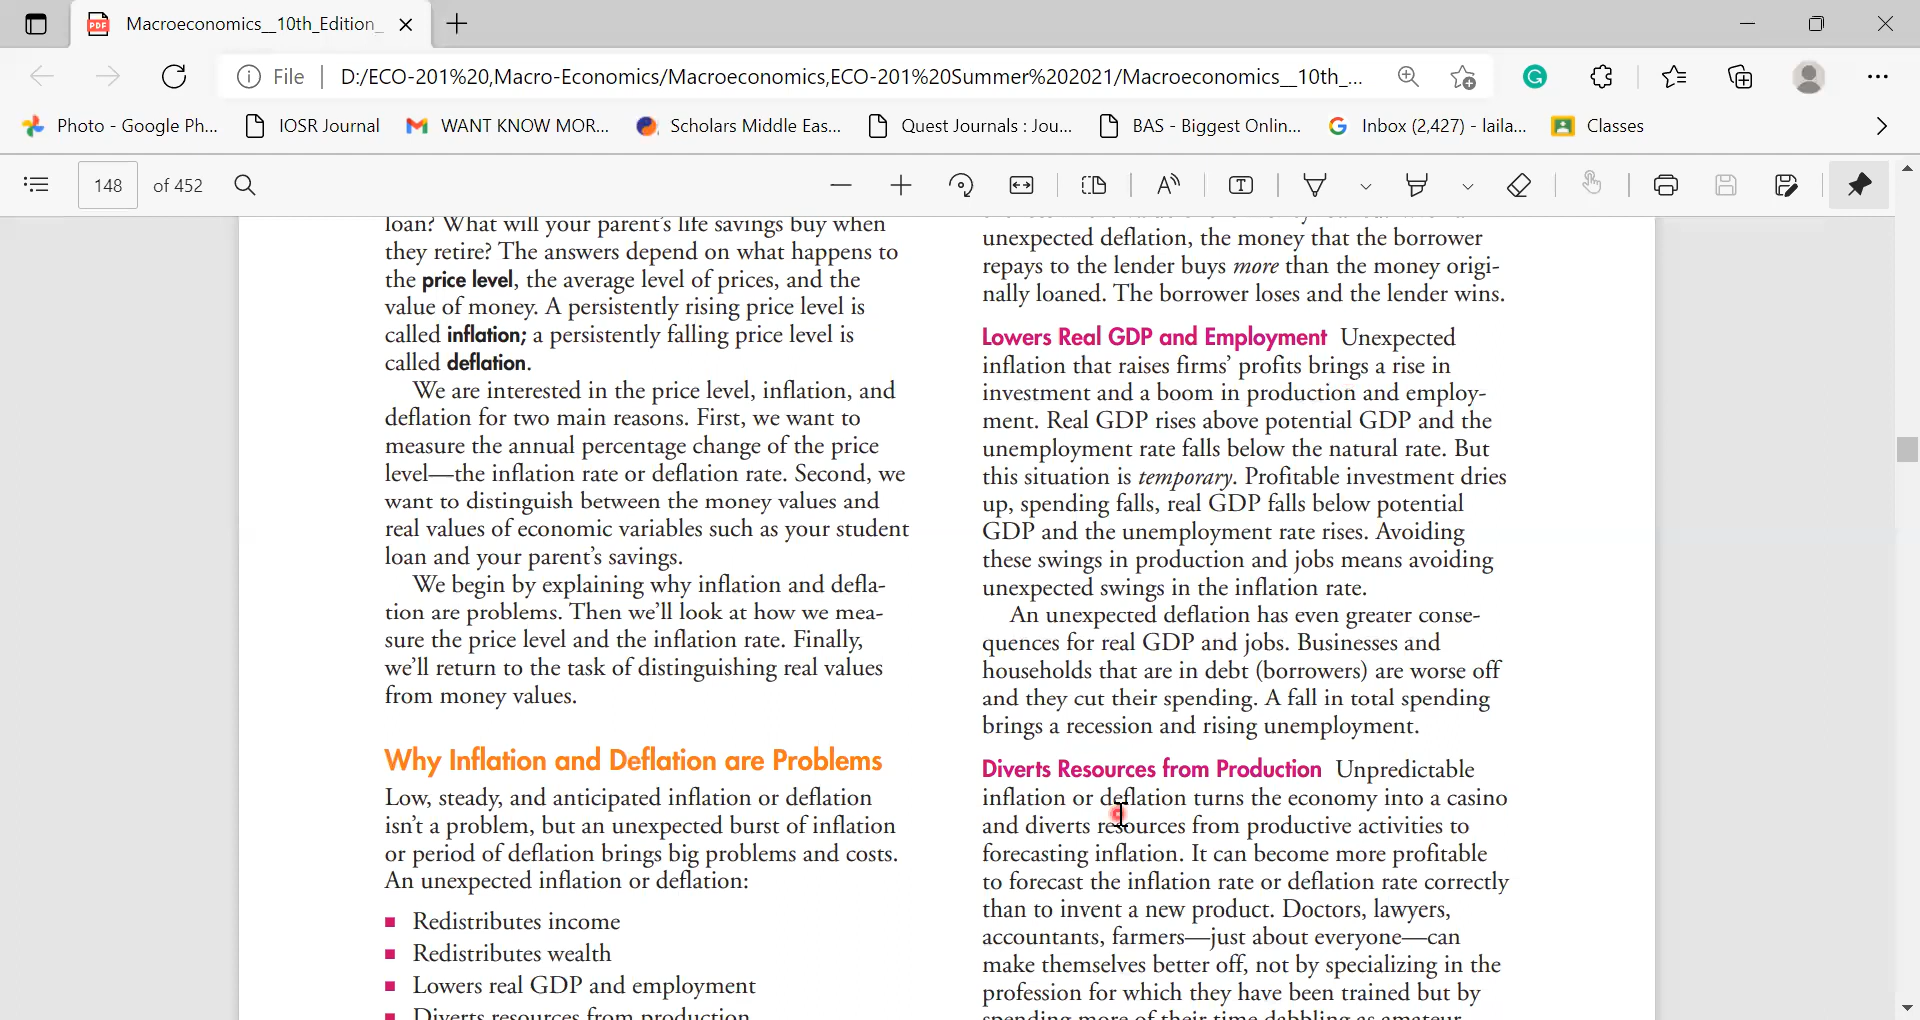 Macroeconomics__10th_Edition_
File
D:/ECO-201%20,Macro-Economics/Macroeconomics,ECO-201%20Summer%202021/Macroeconomics__10th_...
Photo - Google Ph...
IOSR Journal
WANT KNOW MOR...
Scholars Middle Eas...
Quest Journals : Jou...
BAS - Biggest Onlin...
Inbox (2,427) - laila...
Classes
148 of 452
loan? What will your parent's life savings buy when
they retire? The answers depend on what happens to
the price level, the average level of prices, and the
value of money. A persistently rising price level is
called inflation; a persistently falling price level is
called deflation.
We are interested in the price level, inflation, and
deflation for two main reasons. First, we want to
measure the annual percentage change of the price
level—the inflation rate or deflation rate. Second, we
want to distinguish between the money values and
real values of economic variables such as your student
loan and your parent's savings.
We begin by explaining why inflation and defla-
tion are problems. Then we'll look at how we mea-
sure the price level and the inflation rate. Finally,
we'll return to the task of distinguishing real values
from money values.
Why Inflation and Deflation are Problems
Low, steady, and anticipated inflation or deflation
isn't a problem, but an unexpected burst of inflation
or period of deflation brings big problems and costs.
An unexpected inflation or deflation:
■ Redistributes income
■ Redistributes wealth
■ Lowers real GDP and employment
■ Diverts resources from production
unexpected deflation, the money that the borrower
repays to the lender buys more than the money origi-
nally loaned. The borrower loses and the lender wins.
Lowers Real GDP and Employment Unexpected
inflation that raises firms' profits brings a rise in
investment and a boom in production and employ-
ment. Real GDP rises above potential GDP and the
unemployment rate falls below the natural rate. But
this situation is temporary. Profitable investment dries
up, spending falls, real GDP falls below potential
GDP and the unemployment rate rises. Avoiding
these swings in production and jobs means avoiding
unexpected swings in the inflation rate.
An unexpected deflation has even greater conse-
quences for real GDP and jobs. Businesses and
households that are in debt (borrowers) are worse off
and they cut their spending. A fall in total spending
brings a recession and rising unemployment.
Diverts Resources from Production Unpredictable
inflation or deflation turns the economy into a casino
and diverts resources from productive activities to
forecasting inflation. It can become more profitable
to forecast the inflation rate or deflation rate correctly
than to invent a new product. Doctors, lawyers,
accountants, farmers—just about everyone—can
make themselves better off, not by specializing in the
profession for which they have been trained but by
spending more of their time dabbling as amateur